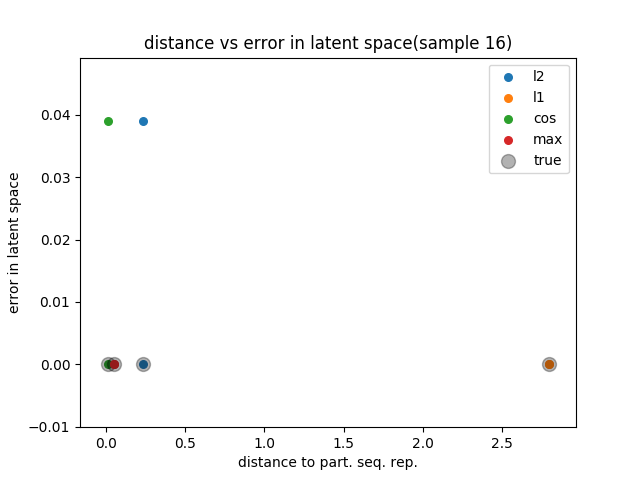 distance vs error in latent space(sample 16)
l2
l1
cos
max
true
0.04
0.03
0.02
0.01
0.00
−0.01
error in latent space
0.0 0.5 1.0 1.5 2.0 2.5
distance to part. seq. rep.